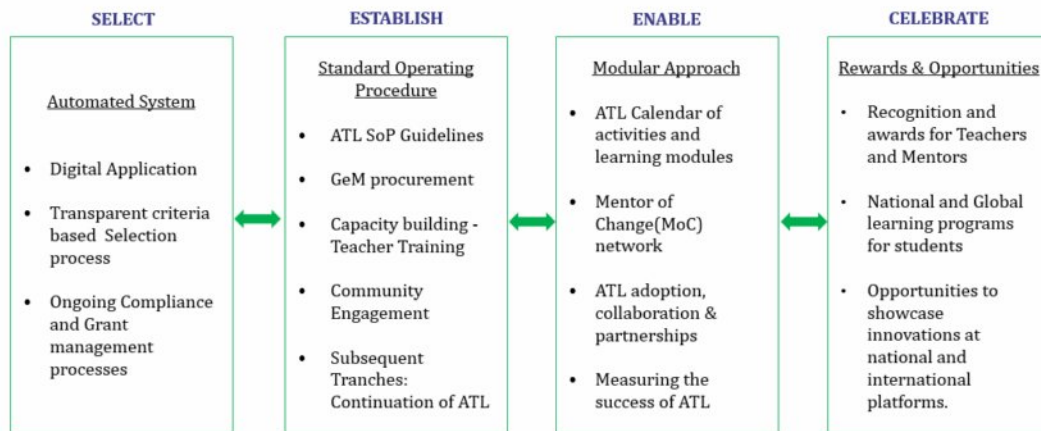 SELECT
Automated System
• Digital Application
• Transparent criteria
based Selection
process
• Ongoing Compliance
and Grant
management
processes
ESTABLISH
Standard Operating
Procedure
• ATL SoP Guidelines
• GeM procurement
• Capacity building -
Teacher Training
• Community
Engagement
• Subsequent
Tranches:
Continuation of ATL
ENABLE
Modular Approach
• ATL Calendar of
activities and
learning modules
• Mentor of
Change(MoC)
network
• ATL adoption,
collaboration &
partnerships
• Measuring the
success of ATL
CELEBRATE
Rewards & Opportunities
• Recognition and
awards for Teachers
and Mentors
• National and Global
learning programs
for students
• Opportunities to
showcase
innovations at
national and
international
platforms.